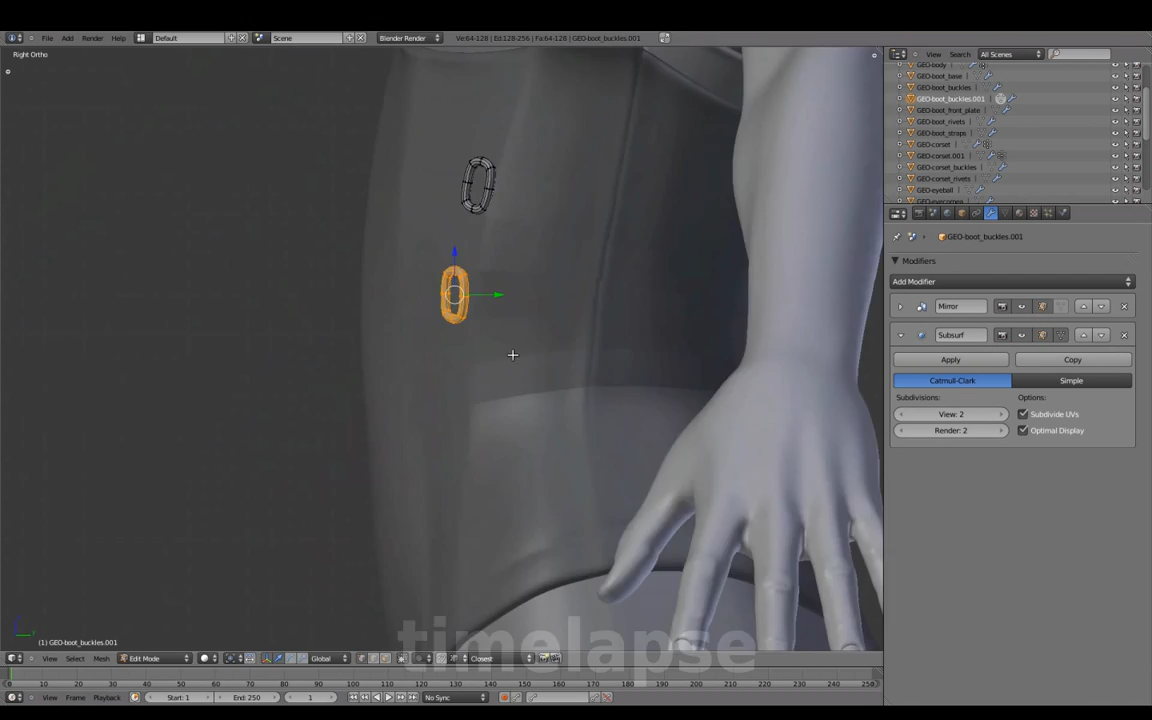 File Add Render Help Default Scene Blender Render Ve:64-128 | Ed:128-256 | Fa:64-128 | GEO-boot_buckles.001
Right Ortho
View Search All Scenes
GEO-body
GEO-boot_base
GEO-boot_buckles
GEO-boot_buckles.001
GEO-boot_front_plate
GEO-boot_rivets
GEO-boot_straps
GEO-corset
GEO-corset.001
GEO-corset_buckles
GEO-corset_rivets
GEO-eyeball
GEO-eyecornea
GEO-boot_buckles.001
Modifiers
Add Modifier
Mirror
Subsurf
Apply Copy
Catmull-Clark Simple
Subdivisions: Options:
View: 2 Subdivide UVs
Render: 2 Optimal Display
timelapse
(1) GEO-boot_buckles.001
View Select Mesh Edit Mode Global Closest
0 10 20 30 40 50 60 70 80 90 100 110 120 130 140 150 160 170 180 190 200 210 220 230 240 250
View Frame Playback Start: 1 End: 250 1 No Sync